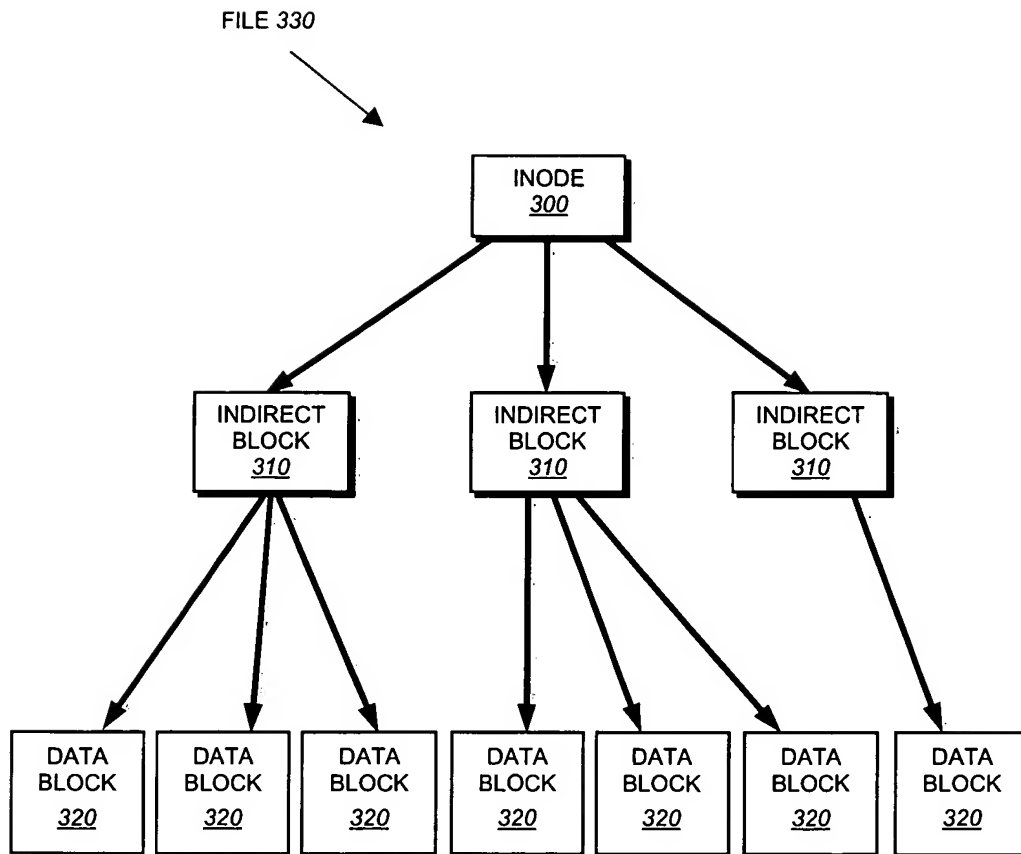 FILE 330
INODE
300
INDIRECT
BLOCK
310
INDIRECT
BLOCK
310
INDIRECT
BLOCK
310
DATA
BLOCK
320
DATA
BLOCK
320
DATA
BLOCK
320
DATA
BLOCK
320
DATA
BLOCK
320
DATA
BLOCK
320
DATA
BLOCK
320